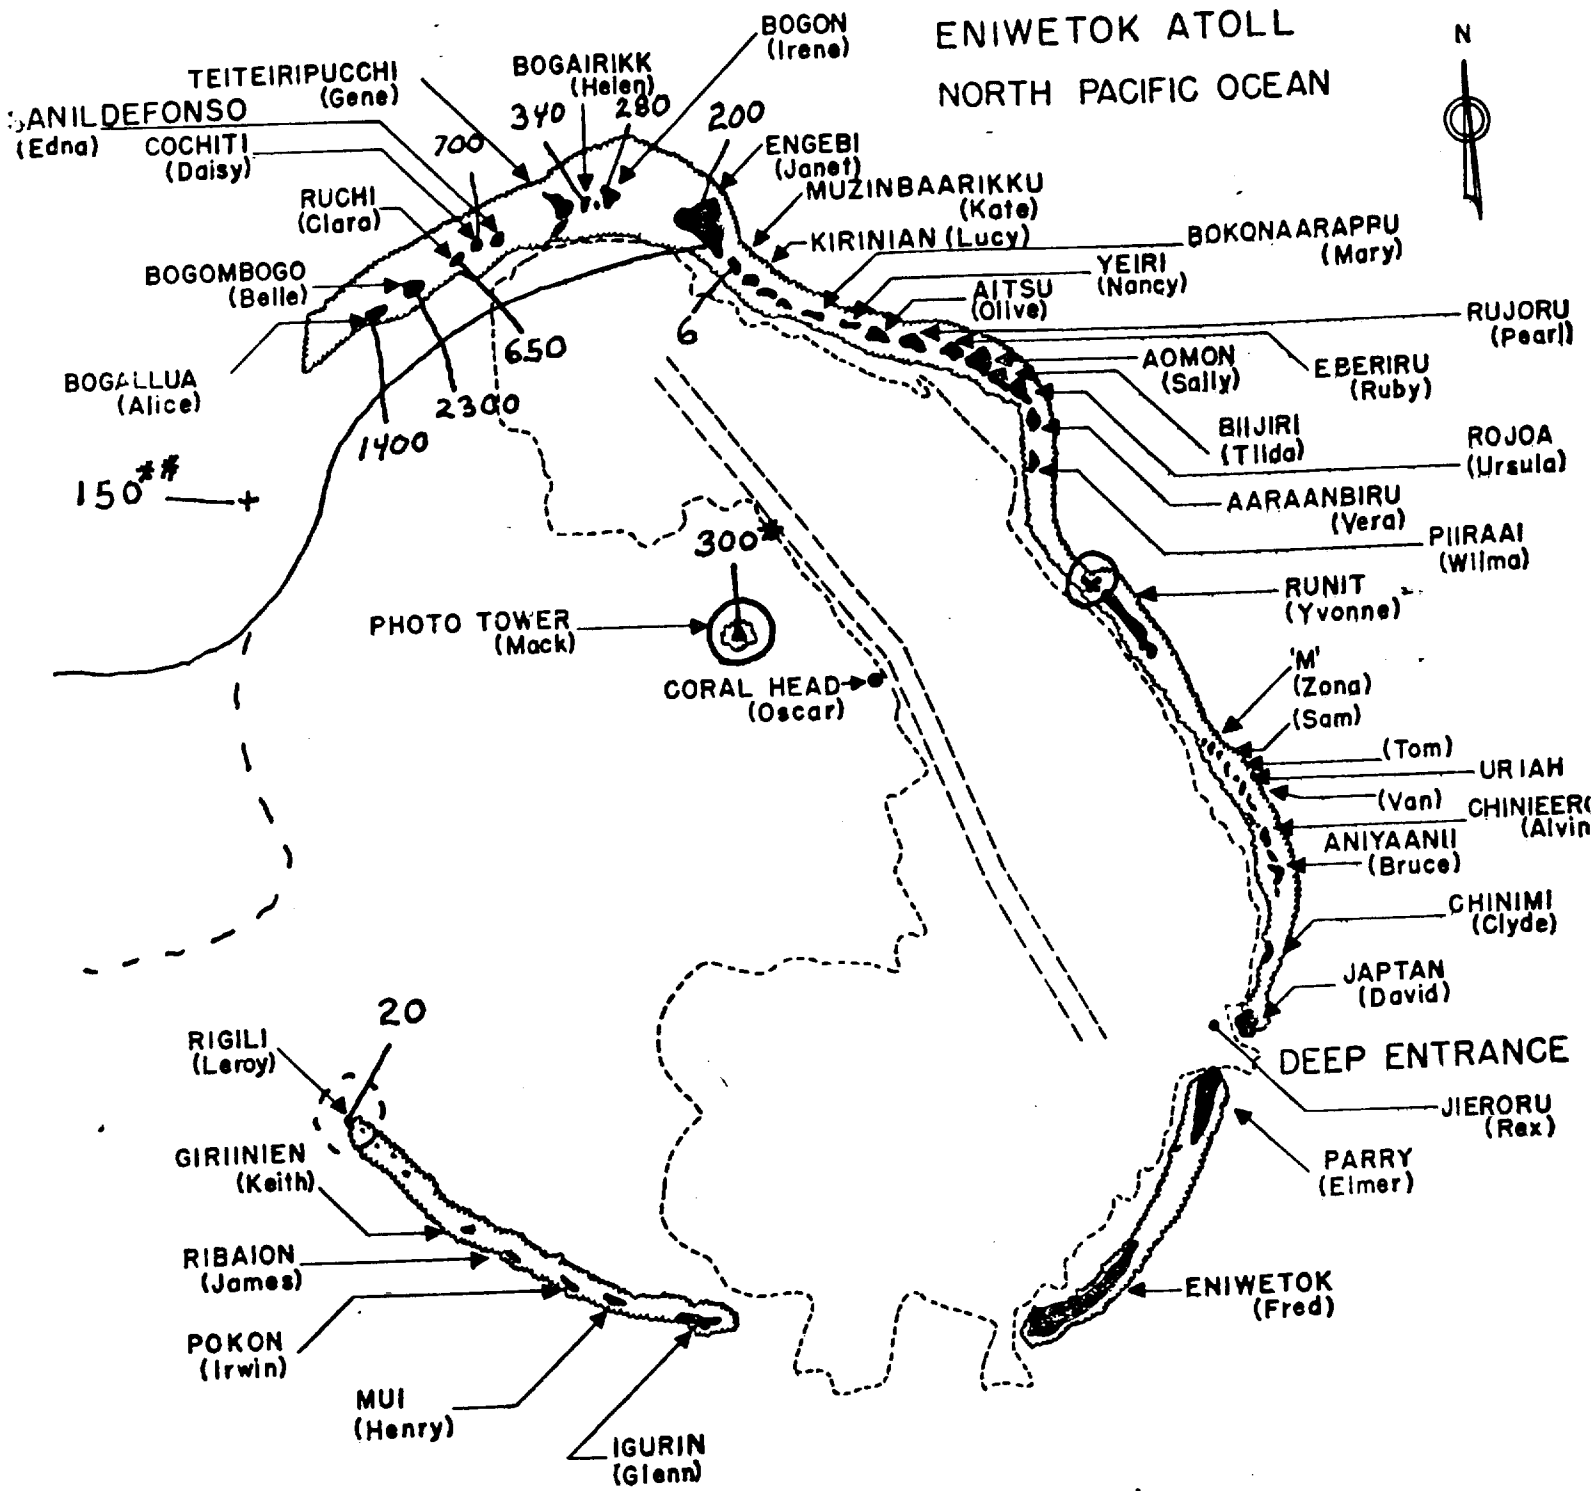 ENIWETOK ATOLL
NORTH PACIFIC OCEAN
N
BOGON
(Irene)
BOGAIRIKK
(Helen)
TEITEIRIPUCCHI
(Gene)
SANILDEFONSO
(Edna)
COCHITI
(Daisy)
RUCHI
(Clara)
BOGOMBOGO
(Belle)
BOGALLUA
(Alice)
700
340
280
200
6
650
2300
1400
150**
ENGEBI
(Janet)
MUZINBAARIKKU
(Kate)
KIRINIAN (Lucy)
BOKONAARAPPU
(Mary)
YEIRI
(Nancy)
AITSU
(Olive)
RUJORU
(Pearl)
EBERIRU
(Ruby)
AOMON
(Sally)
BIIJIRI
(Tilda)
ROJOA
(Ursula)
AARAANBIRU
(Vera)
PIIRAAI
(Wilma)
RUNIT
(Yvonne)
300
PHOTO TOWER
(Mack)
CORAL HEAD
(Oscar)
'M'
(Zona)
(Sam)
(Tom)
URIAH
(Van)
CHINIEERO
(Alvin
ANIYAANII
(Bruce)
CHINIMI
(Clyde)
JAPTAN
(David)
DEEP ENTRANCE
JIERORU
(Rex)
PARRY
(Elmer)
ENIWETOK
(Fred)
20
RIGILI
(Leroy)
GIRIINIEN
(Keith)
RIBAION
(James)
POKON
(Irwin)
MUI
(Henry)
IGURIN
(Glenn)